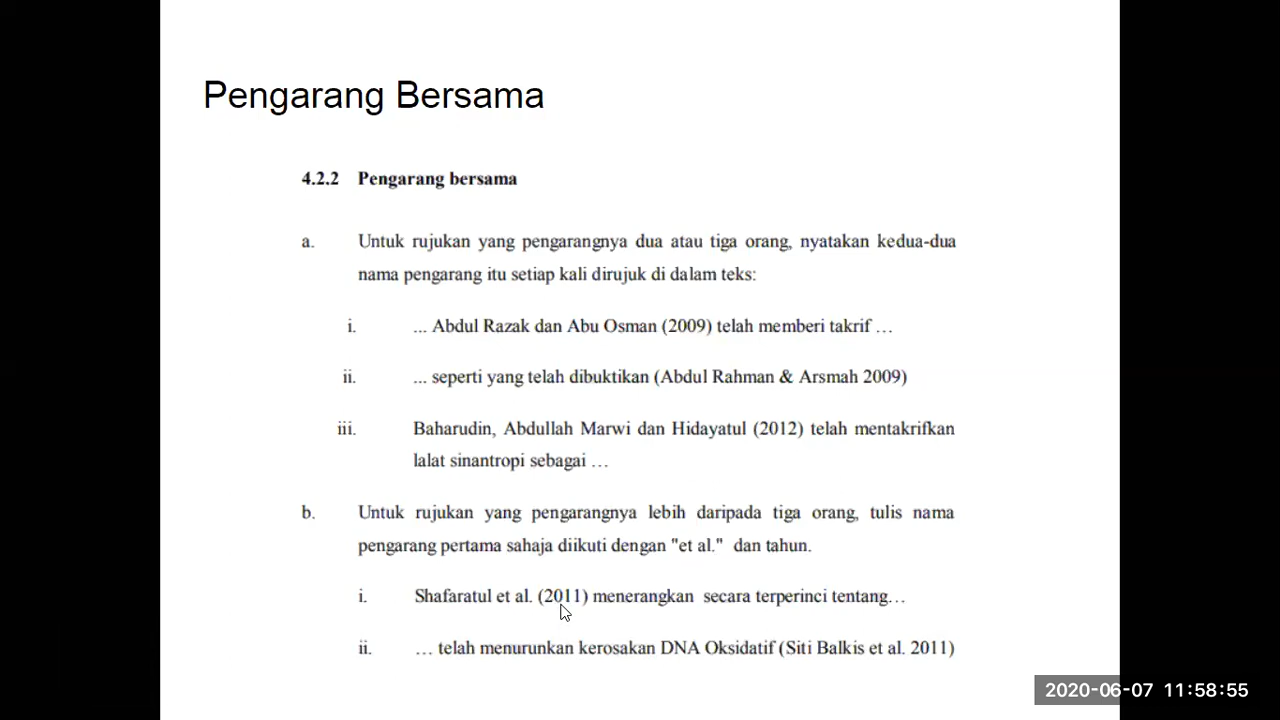 Pengarang Bersama
4.2.2 Pengarang bersama
a. Untuk rujukan yang pengarangnya dua atau tiga orang, nyatakan kedua-dua
nama pengarang itu setiap kali dirujuk di dalam teks:
i. ... Abdul Razak dan Abu Osman (2009) telah memberi takrif ...
ii. ... seperti yang telah dibuktikan (Abdul Rahman & Arsmah 2009)
iii. Baharudin, Abdullah Marwi dan Hidayatul (2012) telah mentakrifkan
lalat sinantropi sebagai ...
b. Untuk rujukan yang pengarangnya lebih daripada tiga orang, tulis nama
pengarang pertama sahaja diikuti dengan "et al." dan tahun.
i. Shafaratul et al. (2011) menerangkan secara terperinci tentang...
ii. ... telah menurunkan kerosakan DNA Oksidatif (Siti Balkis et al. 2011)
2020-06-07 11:58:55